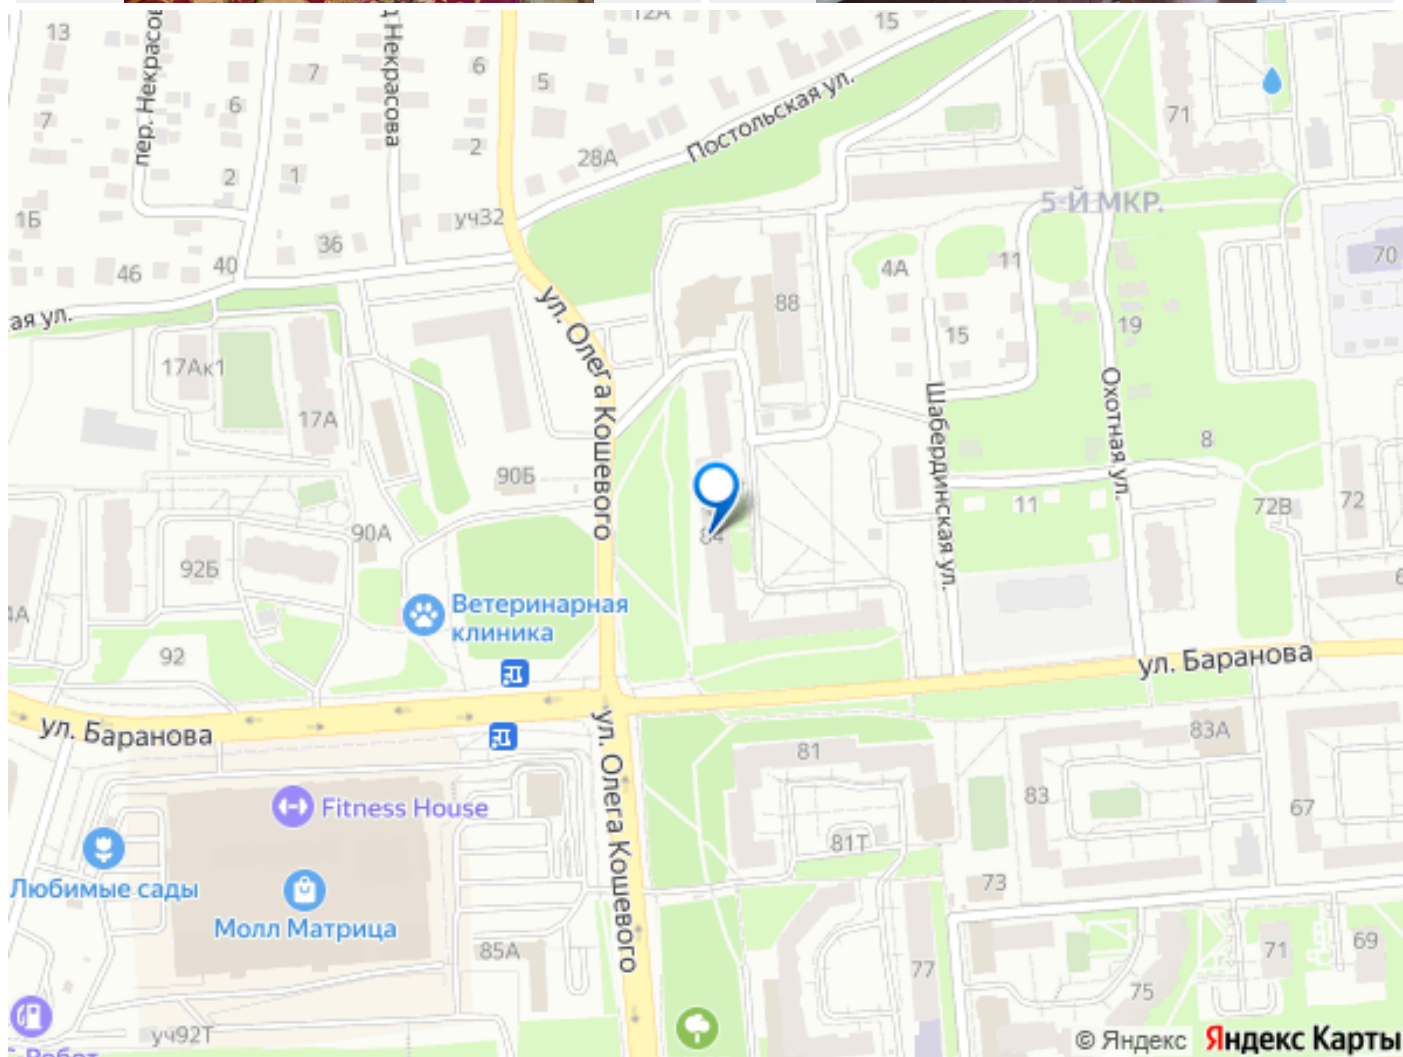 12А
15
13
пер. Некрасова
Некрасова
6
7
5
71
6
7
Постольская ул.
28А
2
2
1
5-Й МКР.
1Б
уч32
36
70
46
40
4А
11
ул. Олега Кошевого
88
ая ул.
19
15
17Ак1
Шабердинская ул.
Охотная ул.
17А
8
90Б
72
11
72В
90А
84
92Б
6
Ветеринарная
клиника
4А
92
ул. Баранова
ул. Баранова
83А
81
ул. Олега Кошевого
83
Fitness House
67
81Т
Любимые сады
73
Молл Матрица
69
71
85А
77
75
уч92Т
© Яндекс Яндекс Карты